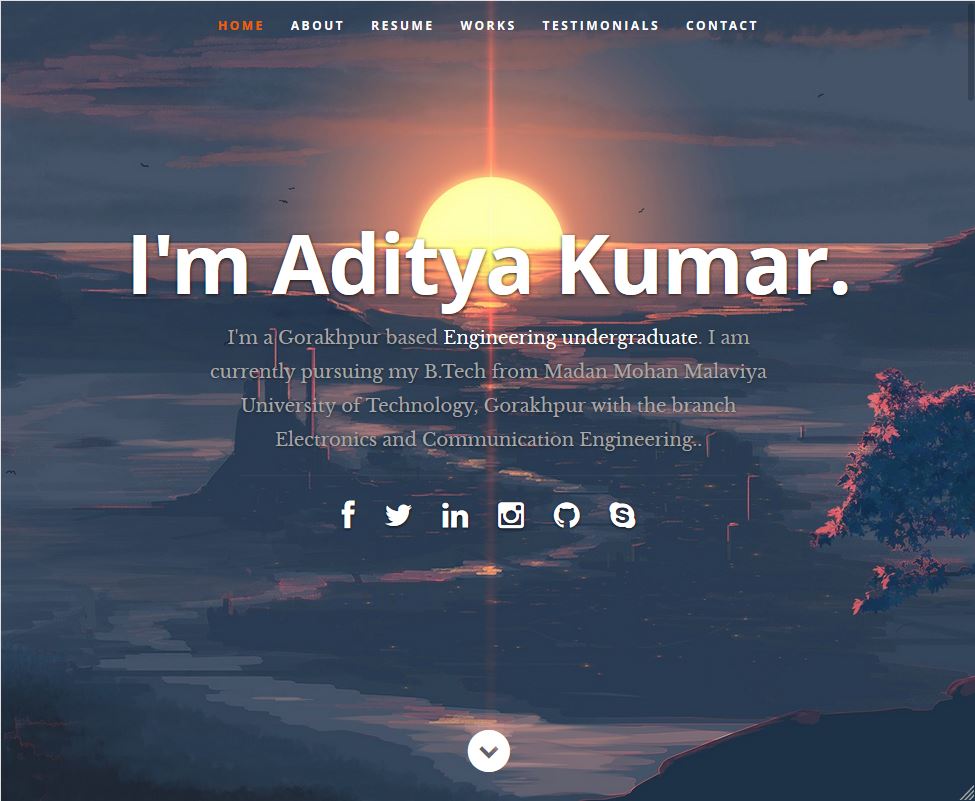 HOME ABOUT RESUME WORKS TESTIMONIALS CONTACT
I'm Aditya Kumar.
I'm a Gorakhpur based Engineering undergraduate. I am
currently pursuing my B.Tech from Madan Mohan Malaviya
University of Technology, Gorakhpur with the branch
Electronics and Communication Engineering..